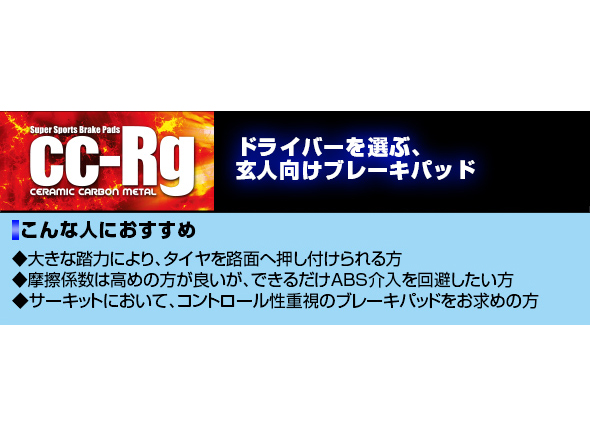 Super Sports Brake Pads
cc-Rg
CERAMIC CARBON METAL
ドライバーを選ぶ、
玄人向けブレーキパッド
こんな人におすすめ
◆大きな踏力により、タイヤを路面へ押し付けられる方
◆摩擦係数は高めの方が良いが、できるだけABS介入を回避したい方
◆サーキットにおいて、コントロール性重視のブレーキパッドをお求めの方